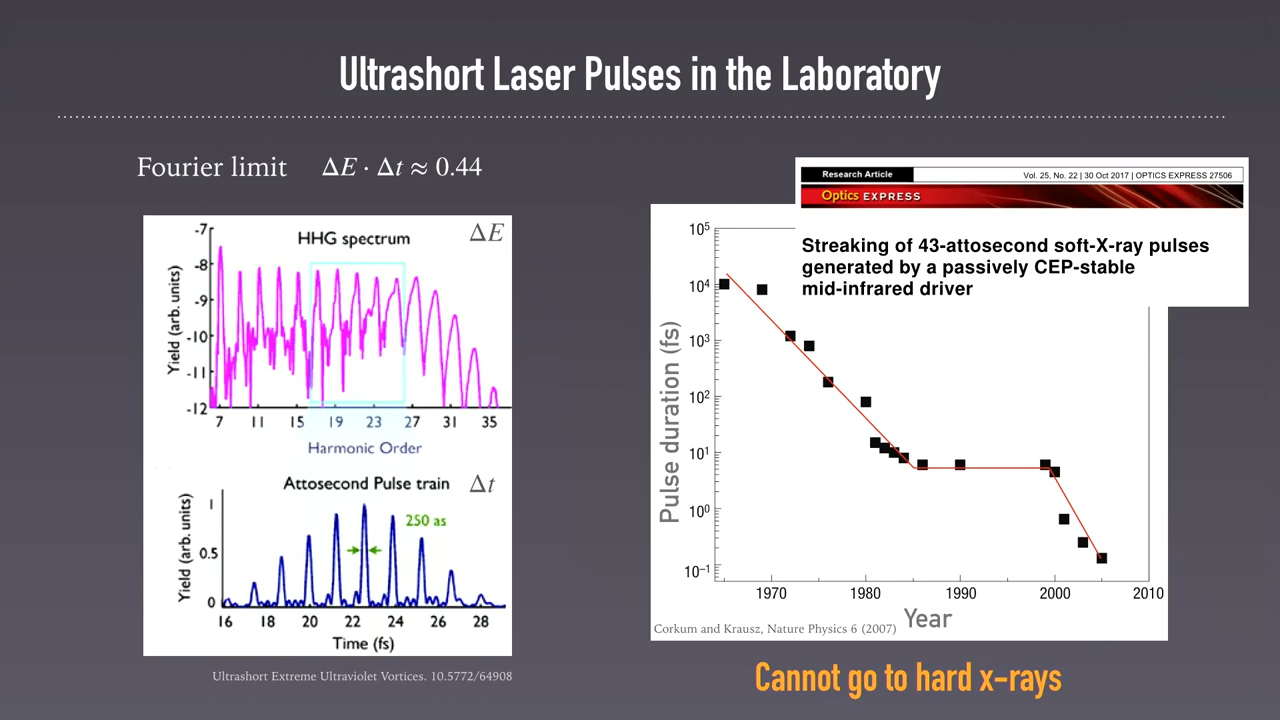 Ultrashort Laser Pulses in the Laboratory
Fourier limit ΔE · Δt ≈ 0.44
HHG spectrum
ΔE
Yield (arb. units)
-7
-8
-9
-10
-11
-12
7 11 15 19 23 27 31 35
Harmonic Order
Attosecond Pulse train
Δt
Yield (arb. units)
1
0.5
0
250 as
16 18 20 22 24 26 28
Time (fs)
Ultrashort Extreme Ultraviolet Vortices. 10.5772/64908
Research Article
Vol. 25, No. 22 | 30 Oct 2017 | OPTICS EXPRESS 27506
Optics EXPRESS
Streaking of 43-attosecond soft-X-ray pulses
generated by a passively CEP-stable
mid-infrared driver
Pulse duration (fs)
10⁵
10⁴
10³
10²
10¹
10⁰
10⁻¹
1970 1980 1990 2000 2010
Year
Corkum and Krausz, Nature Physics 6 (2007)
Cannot go to hard x-rays